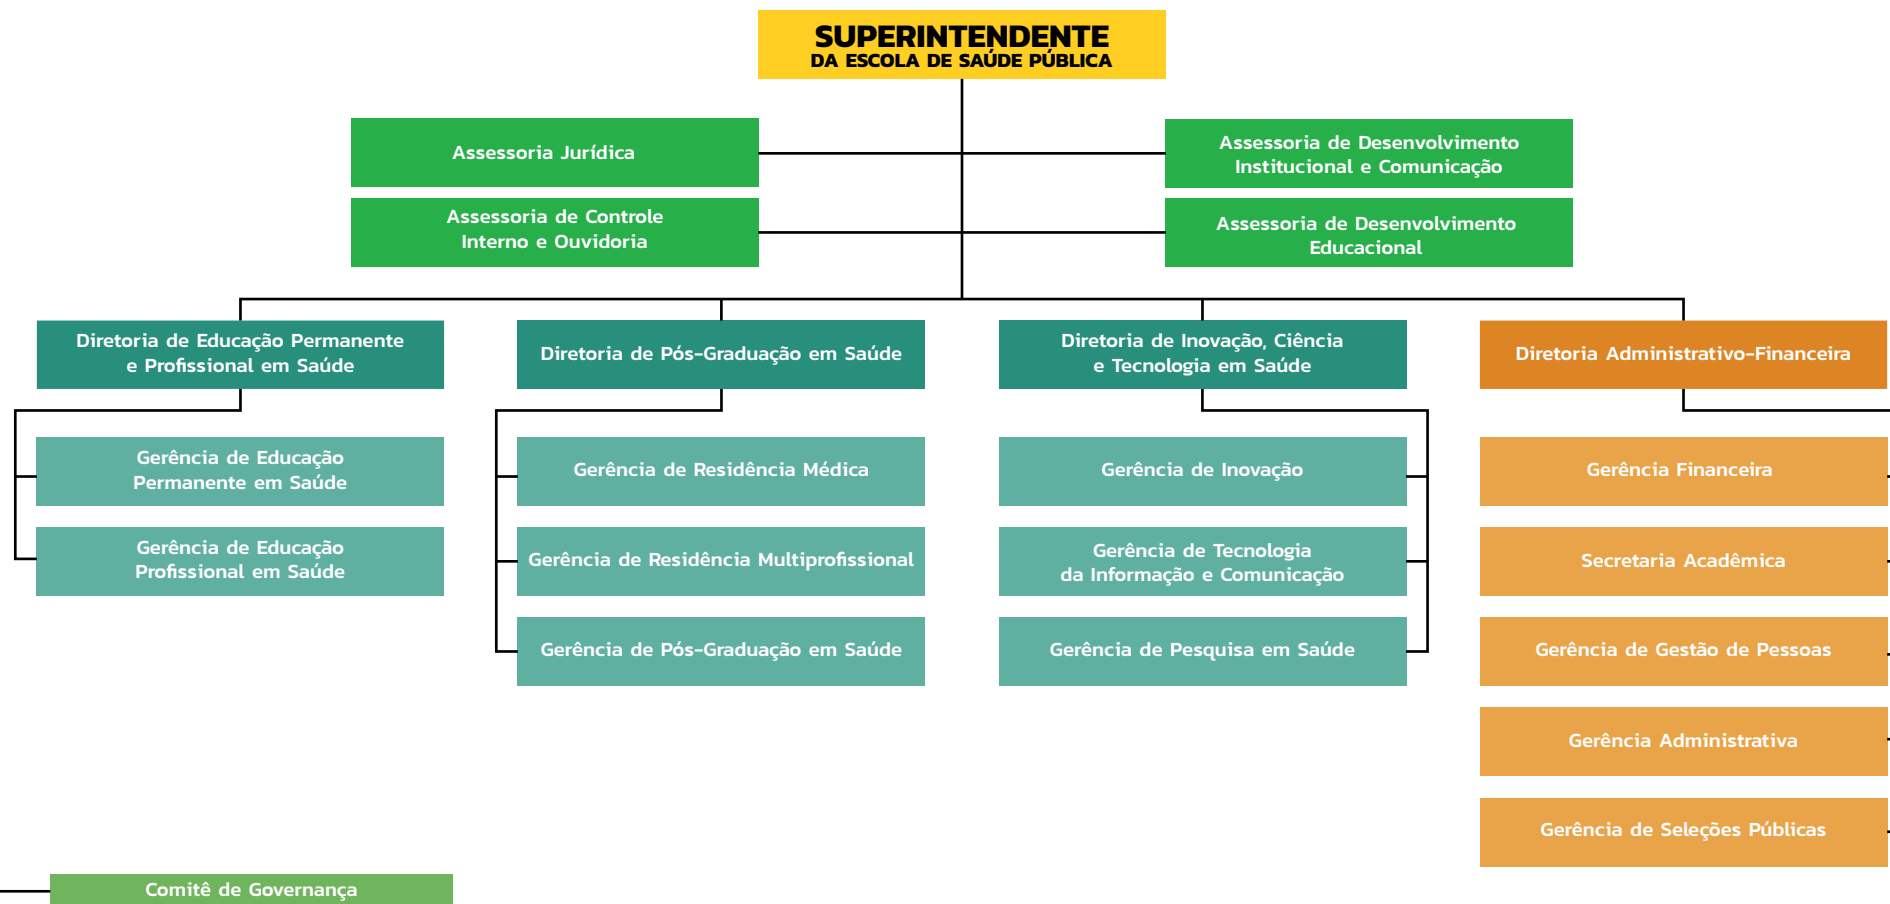 SUPERINTENDENTE
DA ESCOLA DE SAÚDE PÚBLICA
Assessoria Jurídica
Assessoria de Desenvolvimento
Institucional e Comunicação
Assessoria de Controle
Interno e Ouvidoria
Assessoria de Desenvolvimento
Educacional
Diretoria de Educação Permanente
e Profissional em Saúde
Gerência de Educação
Permanente em Saúde
Gerência de Educação
Profissional em Saúde
Diretoria de Pós-Graduação em Saúde
Gerência de Residência Médica
Gerência de Residência Multiprofissional
Gerência de Pós-Graduação em Saúde
Diretoria de Inovação, Ciência
e Tecnologia em Saúde
Gerência de Inovação
Gerência de Tecnologia
da Informação e Comunicação
Gerência de Pesquisa em Saúde
Diretoria Administrativo-Financeira
Gerência Financeira
Secretaria Acadêmica
Gerência de Gestão de Pessoas
Gerência Administrativa
Gerência de Seleções Públicas
Comitê de Governança